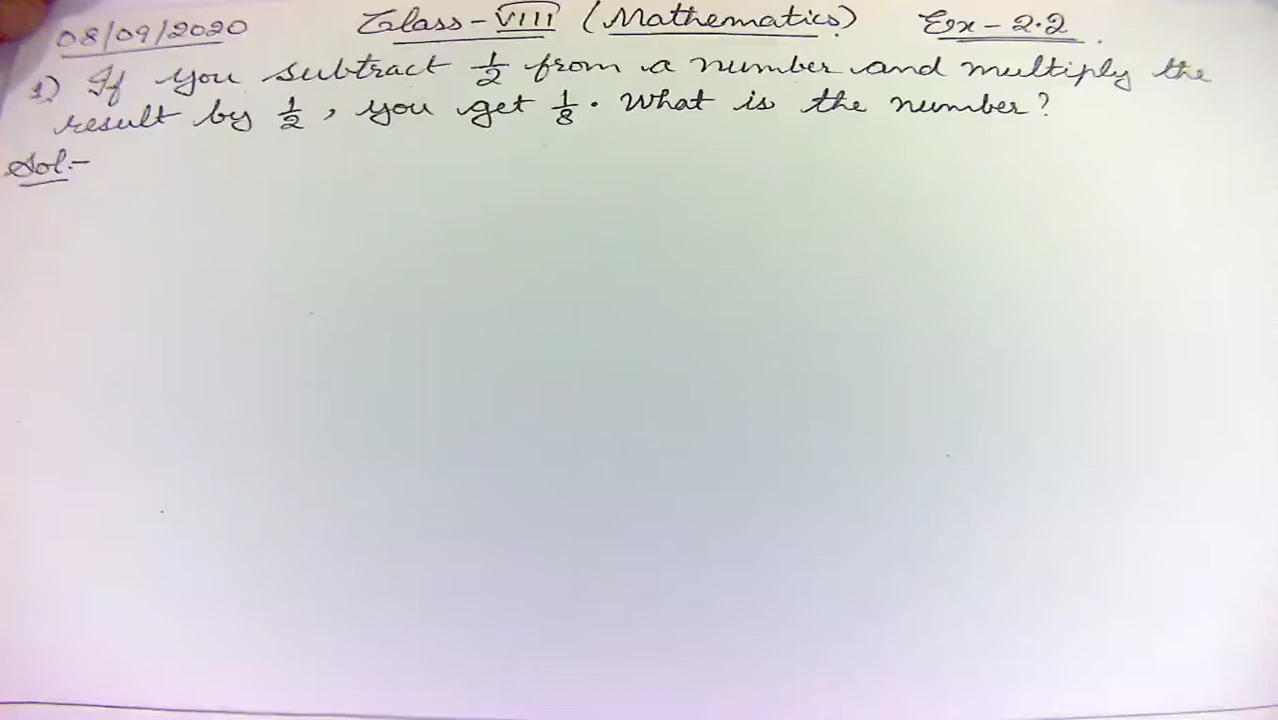 08/09/2020 Class-VIII (Mathematics) Ex-2.2
1) If you subtract 1/2 from a number and multiply the
result by 1/2, you get 1/8. What is the number?
Sol:-